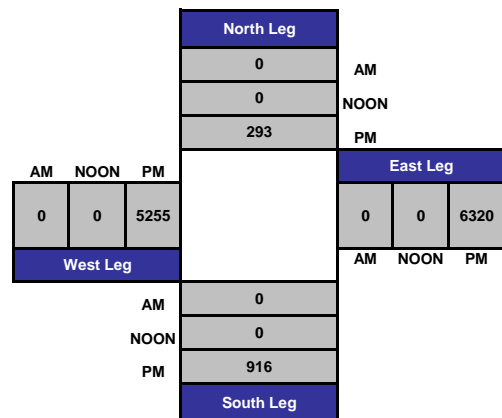 North Leg
0 AM
0 NOON
293 PM
AM NOON PM East Leg
0 0 5255 0 0 6320
West Leg AM NOON PM
AM 0
NOON 0
PM 916
South Leg